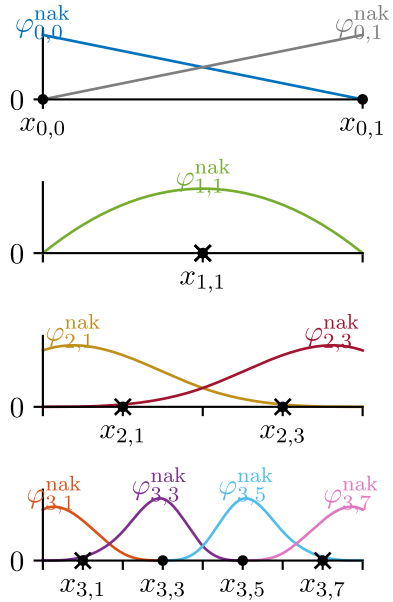 φ^nak_0,0 φ^nak_0,1
0
x_0,0 x_0,1
φ^nak_1,1
0
x_1,1
φ^nak_2,1 φ^nak_2,3
0
x_2,1 x_2,3
φ^nak_3,1 φ^nak_3,3 φ^nak_3,5 φ^nak_3,7
0
x_3,1 x_3,3 x_3,5 x_3,7